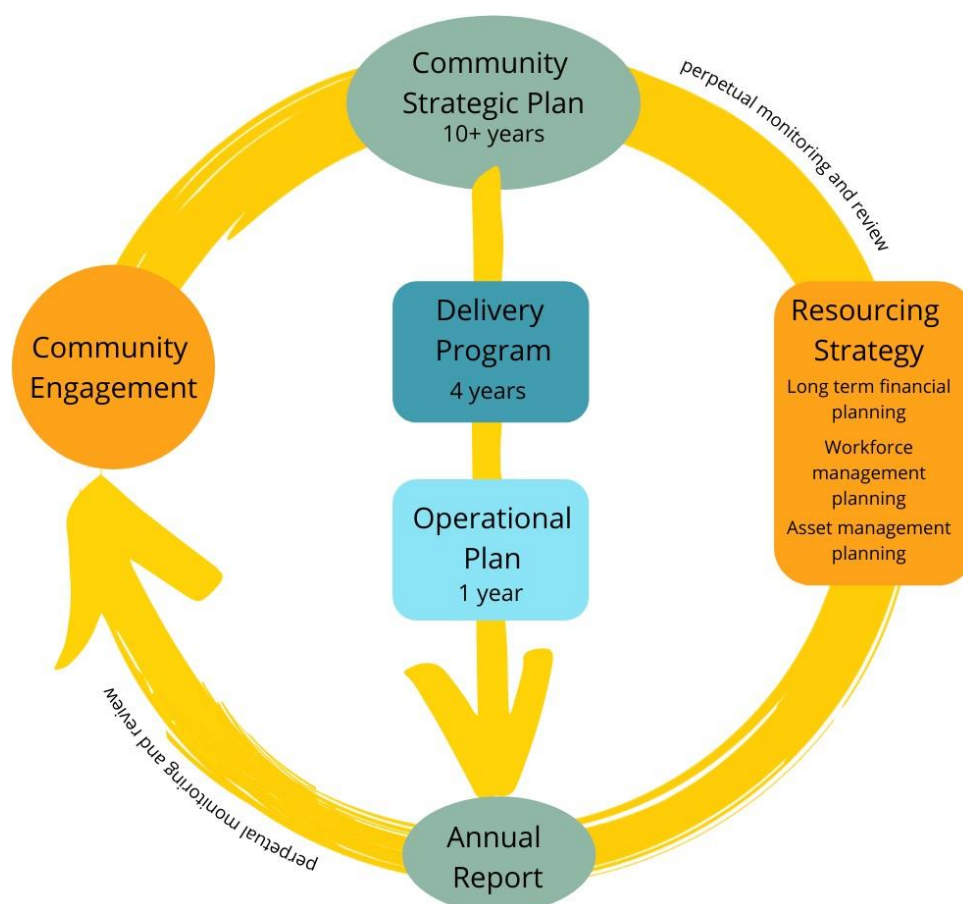 Community
Strategic Plan
10+ years
perpetual monitoring and review
Community
Engagement
Delivery
Program
4 years
Resourcing
Strategy
Long term financial
planning
Workforce
management
planning
Asset management
planning
Operational
Plan
1 year
perpetual monitoring and review
Annual
Report